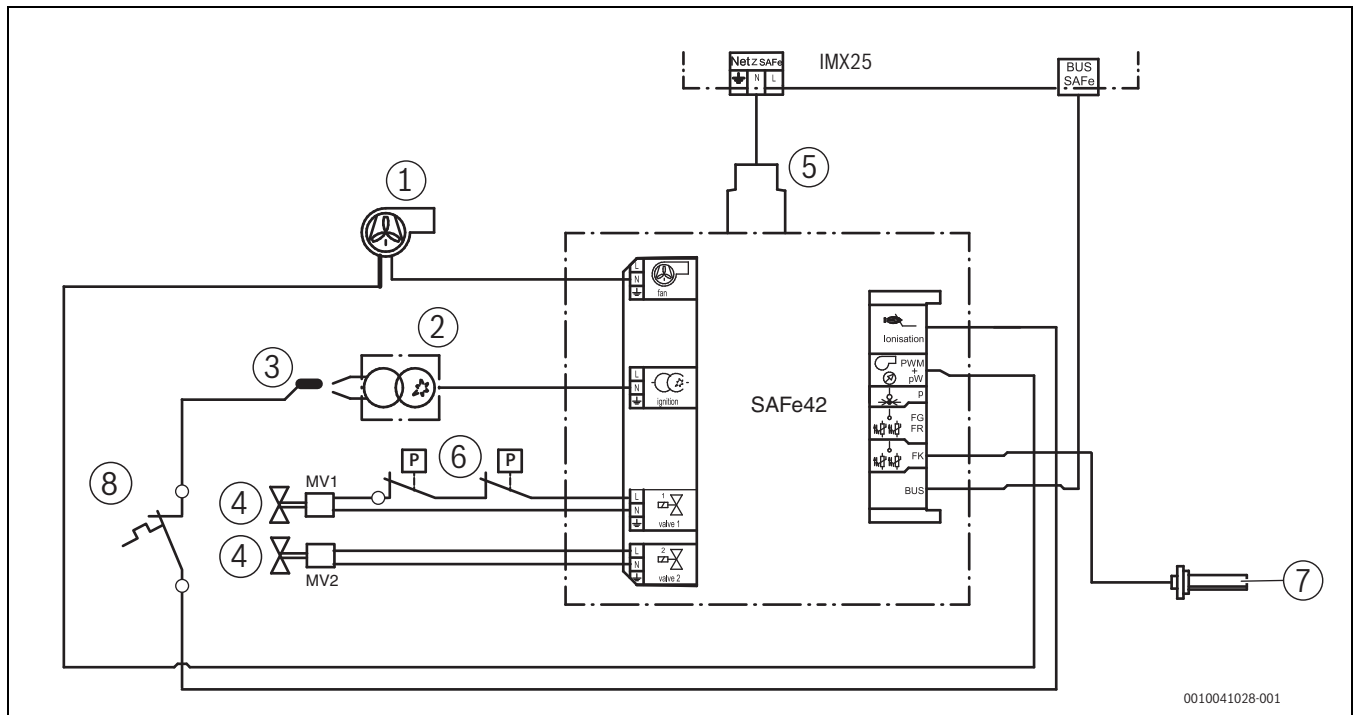 Netz SAFe
N L
IMX25
BUS
SAFe
1
5
L
N
fan
2
3
L
N
ignition
SAFe42
Ionisation
PWM
+
pW
p
FG
FR
FK
BUS
P
6
P
8
4
MV1
L
N
1
valve 1
4
MV2
L
N
2
valve 2
7
0010041028-001